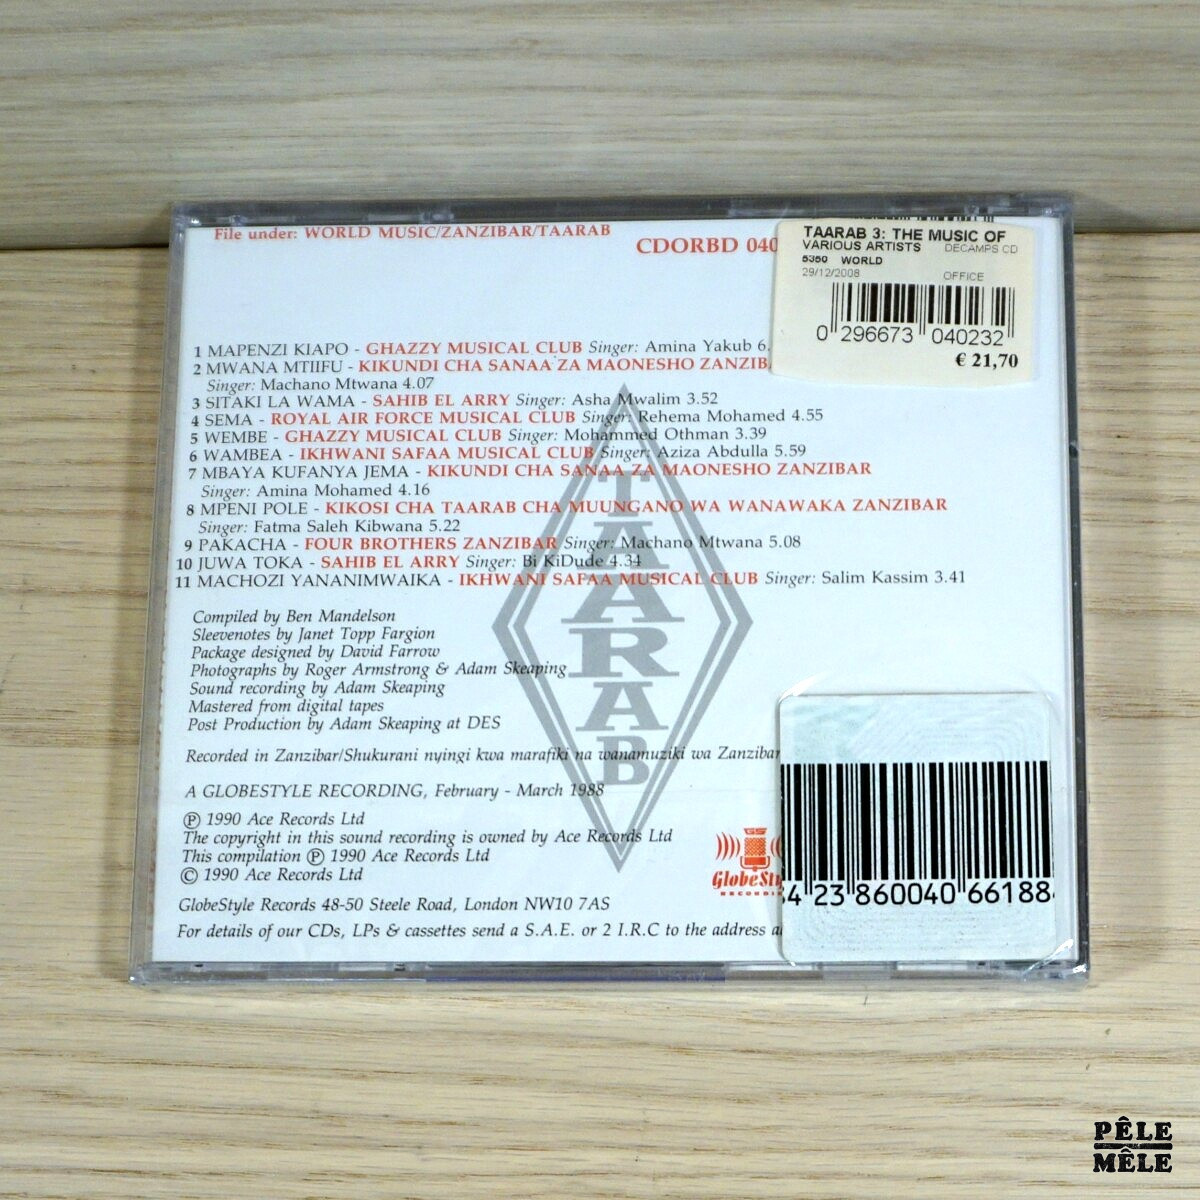 File under: WORLD MUSIC/ZANZIBAR/TAARAB
CDORBD 040
TAARAB 3: THE MUSIC OF
VARIOUS ARTISTS DECAMPS CD
5350 WORLD
29/12/2008 OFFICE
0 296673 040232
€ 21,70
1 MAPENZI KIAPO - GHAZZY MUSICAL CLUB Singer: Amina Yakub 6.
2 MWANA MTIIFU - KIKUNDI CHA SANAA ZA MAONESHO ZANZIB
Singer: Machano Mtwana 4.07
3 SITAKI LA WAMA - SAHIB EL ARRY Singer: Asha Mwalim 3.52
4 SEMA - ROYAL AIR FORCE MUSICAL CLUB Singer: Rehema Mohamed 4.55
5 WEMBE - GHAZZY MUSICAL CLUB Singer: Mohammed Othman 3.39
6 WAMBEA - IKHWANI SAFAA MUSICAL CLUB Singer: Aziza Abdulla 5.59
7 MBAYA KUFANYA JEMA - KIKUNDI CHA SANAA ZA MAONESHO ZANZIBAR
Singer: Amina Mohamed 4.16
8 MPENI POLE - KIKOSI CHA TAARAB CHA MUUNGANO WA WANAWAKA ZANZIBAR
Singer: Fatma Saleh Kibwana 5.22
9 PAKACHA - FOUR BROTHERS ZANZIBAR Singer: Machano Mtwana 5.08
10 JUWA TOKA - SAHIB EL ARRY Singer: Bi KiDude 4.34
11 MACHOZI YANANIMWAIKA - IKHWANI SAFAA MUSICAL CLUB Singer: Salim Kassim 3.41
TAARAB
Compiled by Ben Mandelson
Sleevenotes by Janet Topp Fargion
Package designed by David Farrow
Photographs by Roger Armstrong & Adam Skeaping
Sound recording by Adam Skeaping
Mastered from digital tapes
Post Production by Adam Skeaping at DES
Recorded in Zanzibar/Shukurani nyingi kwa marafiki na wanamuziki wa Zanzibar
A GLOBESTYLE RECORDING, February - March 1988
℗ 1990 Ace Records Ltd
The copyright in this sound recording is owned by Ace Records Ltd
This compilation ℗ 1990 Ace Records Ltd
© 1990 Ace Records Ltd
GS
GlobeSty
RECORDIN
34 23 860040 66188
GlobeStyle Records 48-50 Steele Road, London NW10 7AS
For details of our CDs, LPs & cassettes send a S.A.E. or 2 I.R.C to the address a
PÊLE
MÊLE